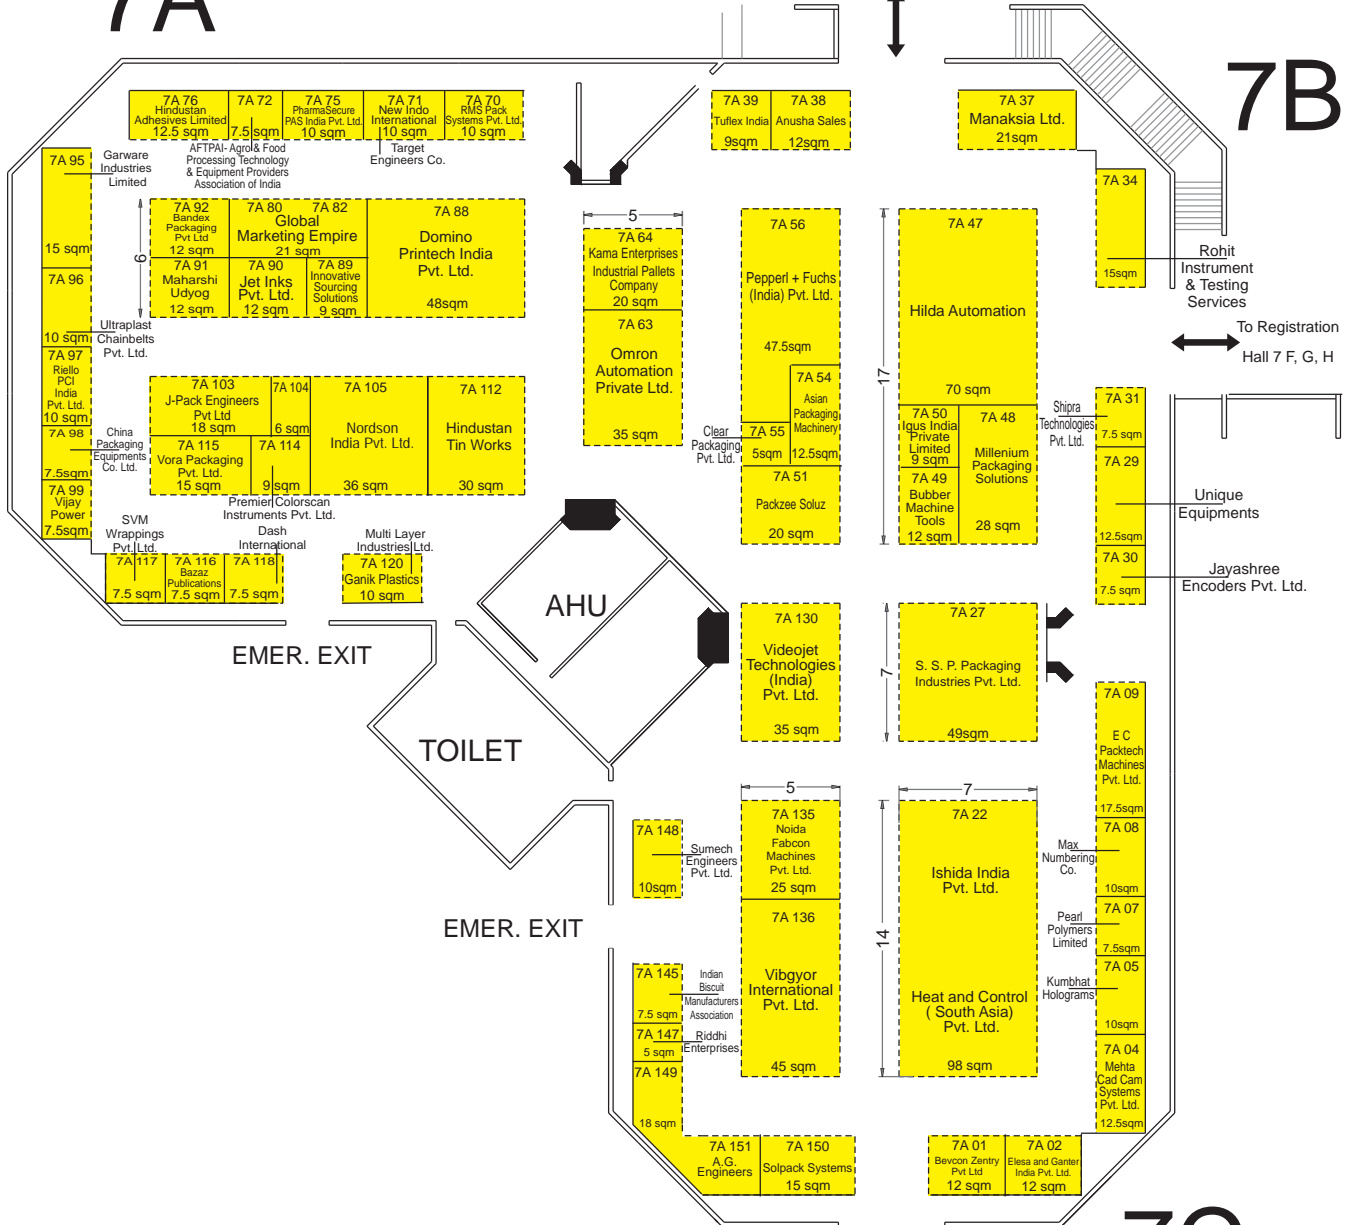 7A
7B
7A 76
Hindustan
Adhesives Limited
12.5 sqm
7A 72
7.5 sqm
7A 75
PharmaSecure
PAS India Pvt. Ltd.
10 sqm
7A 71
New Indo
International
10 sqm
7A 70
RMS Pack
Systems Pvt. Ltd.
10 sqm
AFTPAI- Agro & Food
Processing Technology
& Equipment Providers
Association of India
Target
Engineers Co.
7A 39
Tuflex India
9sqm
7A 38
Anusha Sales
12sqm
7A 37
Manaksia Ltd.
21sqm
7A 34
15sqm
Rohit
Instrument
& Testing
Services
To Registration
Hall 7 F, G, H
7A 95
15 sqm
Garware
Industries
Limited
7A 96
10 sqm
Ultraplast
Chainbelts
Pvt. Ltd.
7A 97
Riello
PCI
India
Pvt. Ltd.
10 sqm
7A 98
7.5sqm
China
Packaging
Equipments
Co. Ltd.
7A 99
Vijay
Power
7.5sqm
6
7A 92
Bandex
Packaging
Pvt Ltd
12 sqm
7A 80
7A 82
Global
Marketing Empire
21 sqm
7A 88
Domino
Printech India
Pvt. Ltd.
48sqm
7A 91
Maharshi
Udyog
12 sqm
7A 90
Jet Inks
Pvt. Ltd.
12 sqm
7A 89
Innovative
Sourcing
Solutions
9 sqm
5
7A 64
Kama Enterprises
Industrial Pallets
Company
20 sqm
7A 63
Omron
Automation
Private Ltd.
35 sqm
7A 56
Pepperl + Fuchs
(India) Pvt. Ltd.
47.5sqm
7A 54
Asian
Packaging
Machinery
12.5sqm
7A 55
5sqm
Clear
Packaging
Pvt. Ltd.
7A 51
Packzee Soluz
20 sqm
17
7A 47
Hilda Automation
70 sqm
7A 50
Igus India
Private
Limited
9 sqm
7A 48
Millenium
Packaging
Solutions
28 sqm
7A 49
Bubber
Machine
Tools
12 sqm
Shipra
Technologies
Pvt. Ltd.
7A 31
7.5 sqm
7A 29
12.5sqm
Unique
Equipments
7A 30
7.5 sqm
Jayashree
Encoders Pvt. Ltd.
7A 103
J-Pack Engineers
Pvt Ltd
18 sqm
7A 104
6 sqm
7A 105
Nordson
India Pvt. Ltd.
36 sqm
7A 112
Hindustan
Tin Works
30 sqm
7A 115
Vora Packaging
Pvt. Ltd.
15 sqm
7A 114
9 sqm
Premier Colorscan
Instruments Pvt. Ltd.
SVM
Wrappings
Pvt. Ltd.
Dash
International
Multi Layer
Industries Ltd.
7A 117
7.5 sqm
7A 116
Bazaz
Publications
7.5 sqm
7A 118
7.5 sqm
7A 120
Ganik Plastics
10 sqm
AHU
EMER. EXIT
TOILET
7A 130
Videojet
Technologies
(India)
Pvt. Ltd.
35 sqm
7
7A 27
S. S. P. Packaging
Industries Pvt. Ltd.
49sqm
7A 09
E C
Packtech
Machines
Pvt. Ltd.
17.5sqm
7A 08
10sqm
Max
Numbering
Co.
7A 07
7.5sqm
Pearl
Polymers
Limited
7A 05
10sqm
Kumbhat
Holograms
7A 04
Mehta
Cad Cam
Systems
Pvt. Ltd.
12.5sqm
5
7A 135
Noida
Fabcon
Machines
Pvt. Ltd.
25 sqm
7A 136
Vibgyor
International
Pvt. Ltd.
45 sqm
7
14
7A 22
Ishida India
Pvt. Ltd.
Heat and Control
( South Asia)
Pvt. Ltd.
98 sqm
7A 148
10sqm
Sumech
Engineers
Pvt. Ltd.
EMER. EXIT
7A 145
7.5 sqm
Indian
Biscuit
Manufacturers
Association
7A 147
5 sqm
Riddhi
Enterprises
7A 149
18 sqm
7A 151
A.G.
Engineers
7A 150
Solpack Systems
15 sqm
7A 01
Bevcon Zentry
Pvt Ltd
12 sqm
7A 02
Elesa and Ganter
India Pvt. Ltd.
12 sqm
7C